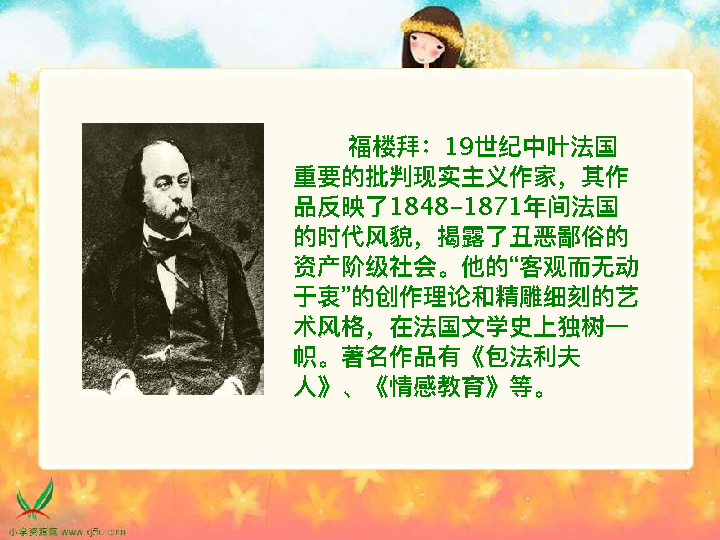 福楼拜：19世纪中叶法国
重要的批判现实主义作家，其作
品反映了1848-1871年间法国
的时代风貌，揭露了丑恶鄙俗的
资产阶级社会。他的“客观而无动
于衷”的创作理论和精雕细刻的艺
术风格，在法国文学史上独树一
帜。著名作品有《包法利夫
人》、《情感教育》等。
小学资源网